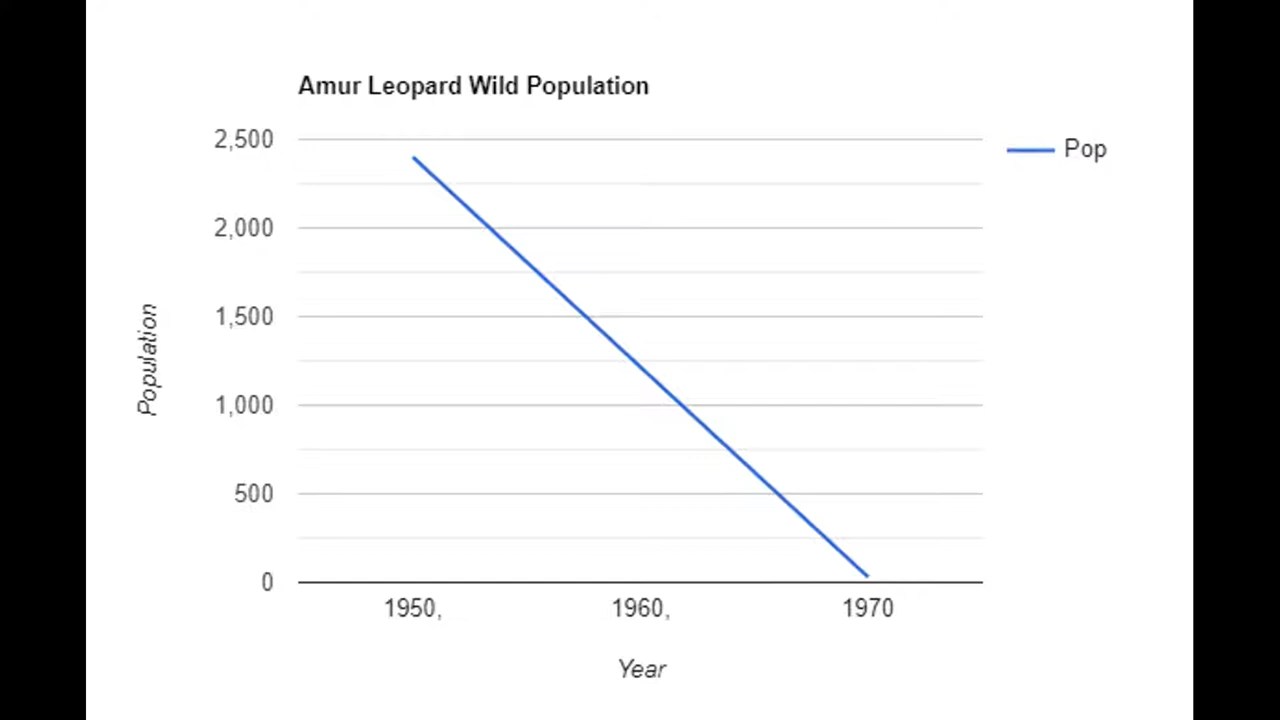 Amur Leopard Wild Population
2,500
Pop
2,000
1,500
Population
1,000
500
0
1950,
1960,
1970
Year